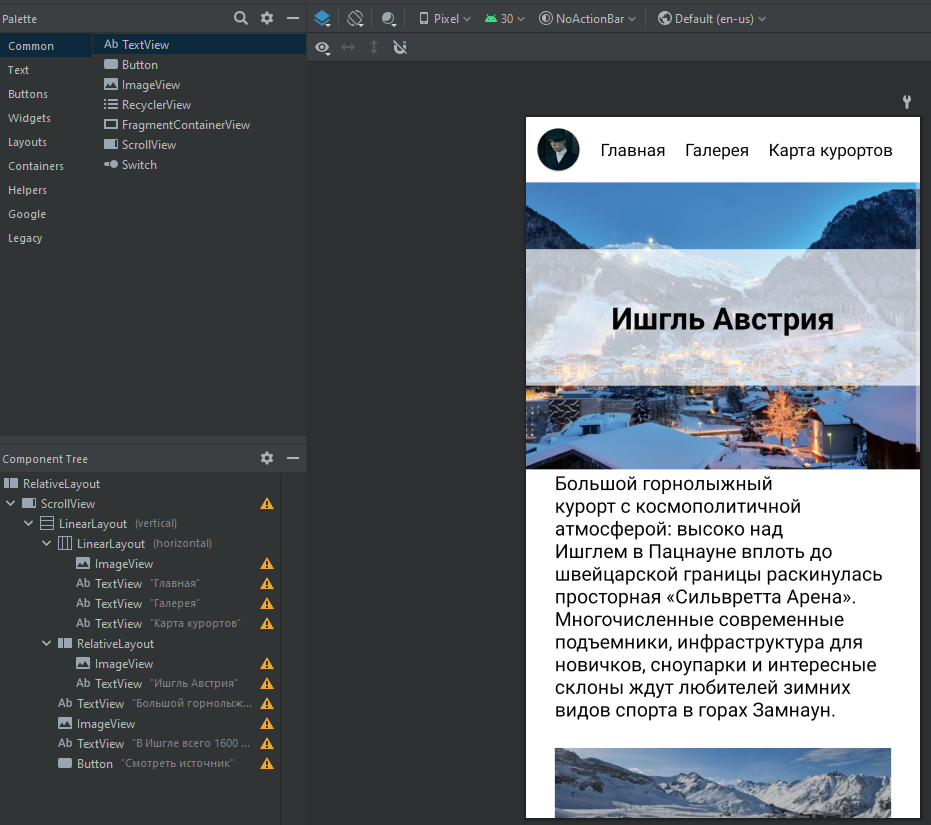 Palette
Pixel
30
NoActionBar
Default (en-us)
Common
Text
Buttons
Widgets
Layouts
Containers
Helpers
Google
Legacy
Ab TextView
Button
ImageView
RecyclerView
FragmentContainerView
ScrollView
Switch
Главная Галерея Карта курортов
Ишгль Австрия
Большой горнолыжный
курорт с космополитичной
атмосферой: высоко над
Ишглем в Пацнауне вплоть до
швейцарской границы раскинулась
просторная «Сильвретта Арена».
Многочисленные современные
подъемники, инфраструктура для
новичков, сноупарки и интересные
склоны ждут любителей зимних
видов спорта в горах Замнаун.
Component Tree
RelativeLayout
ScrollView
LinearLayout (vertical)
LinearLayout (horizontal)
ImageView
Ab TextView "Главная"
Ab TextView "Галерея"
Ab TextView "Карта курортов"
RelativeLayout
ImageView
Ab TextView "Ишгль Австрия"
Ab TextView "Большой горнолыж...
ImageView
Ab TextView "В Ишгле всего 1600 ...
Button "Смотреть источник"